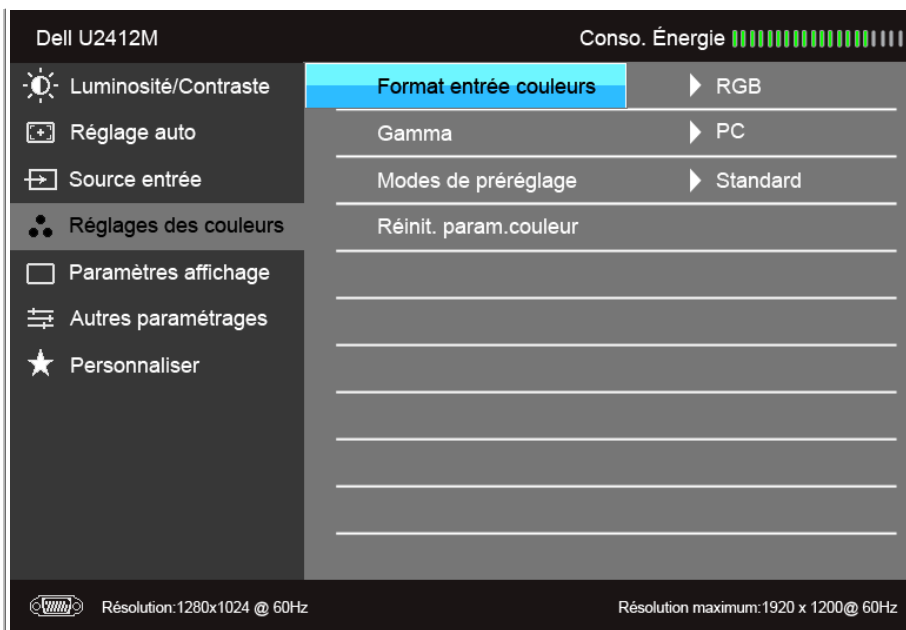 Dell U2412M Conso. Énergie
Luminosité/Contraste Format entrée couleurs RGB
Réglage auto Gamma PC
Source entrée Modes de préréglage Standard
Réglages des couleurs Réinit. param.couleur
Paramètres affichage
Autres paramétrages
Personnaliser
Résolution:1280x1024 @ 60Hz Résolution maximum:1920 x 1200@ 60Hz